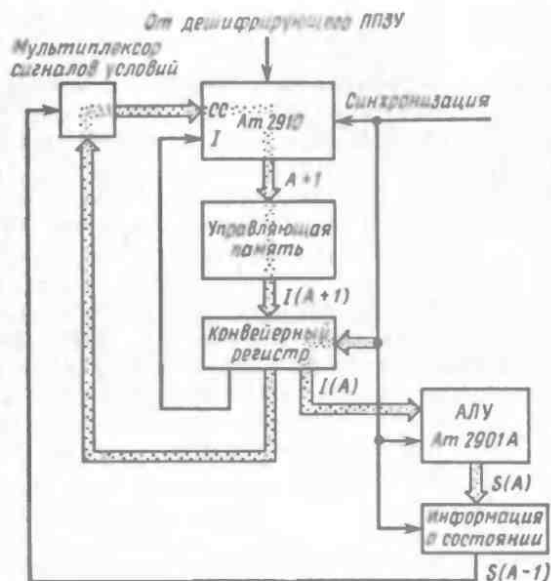 От дешифрирующего ППЗУ
Мультиплексор
сигналов условий
CC
I
Am 2910
Синхронизация
A+1
Управляющая
память
I(A+1)
Конвейерный
регистр
I(A)
АЛУ
Am 2901A
S(A)
Информация
о состоянии
S(A-1)